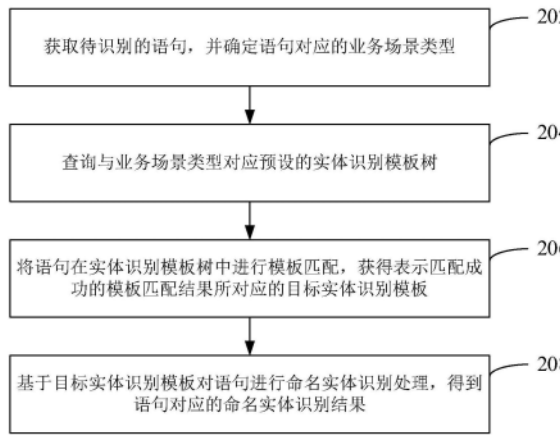 获取待识别的语句，并确定语句对应的业务场景类型
查询与业务场景类型对应预设的实体识别模板树
将语句在实体识别模板树中进行模板匹配，获得表示匹配成
功的模板匹配结果所对应的目标实体识别模板
基于目标实体识别模板对语句进行命名实体识别处理，得到
语句对应的命名实体识别结果